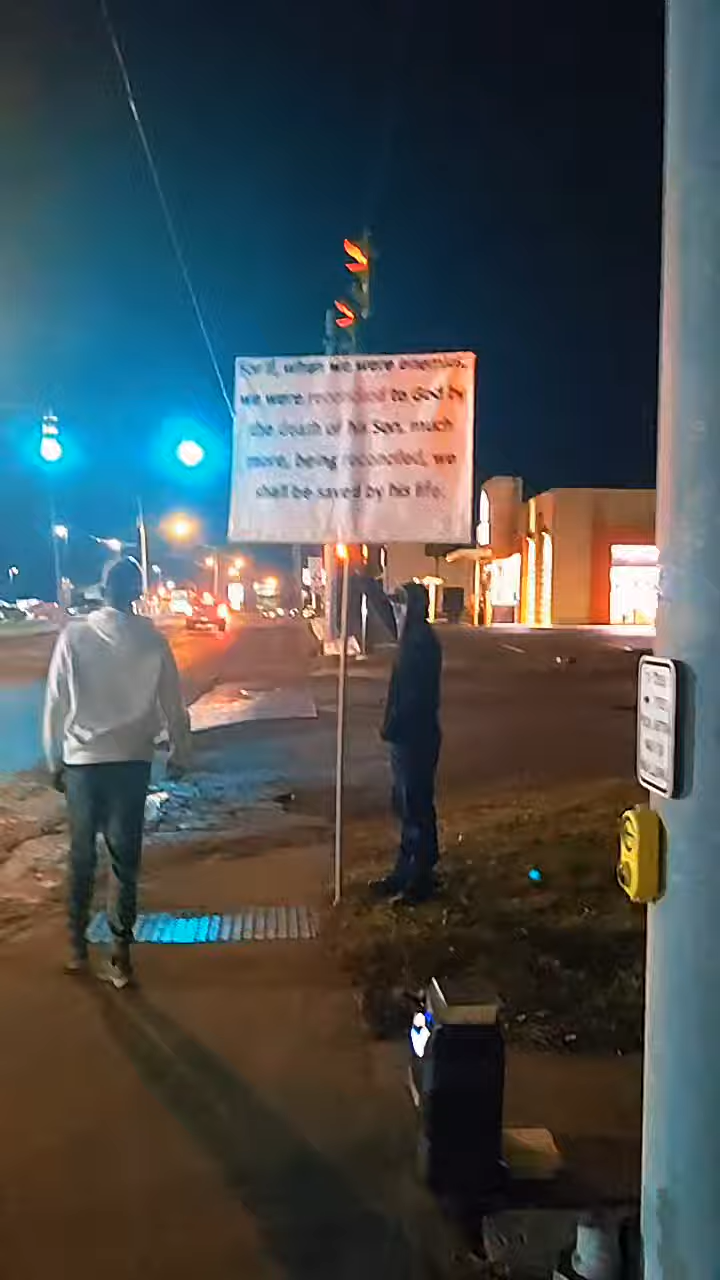 For if, when we were enemies,
we were reconciled to God by
the death of his Son, much
more, being reconciled, we
shall be saved by his life.